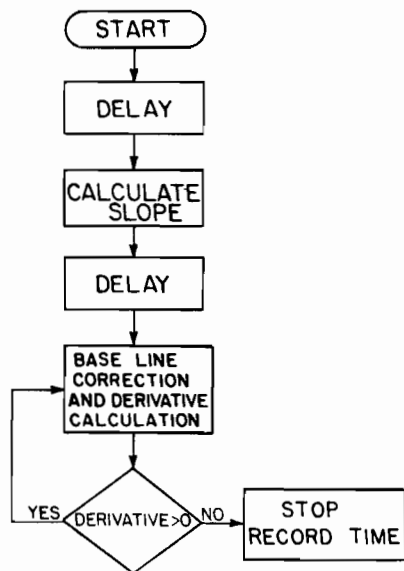 START
DELAY
CALCULATE
SLOPE
DELAY
BASE LINE
CORRECTION
AND DERIVATIVE
CALCULATION
YES
DERIVATIVE>0
NO
STOP
RECORD TIME